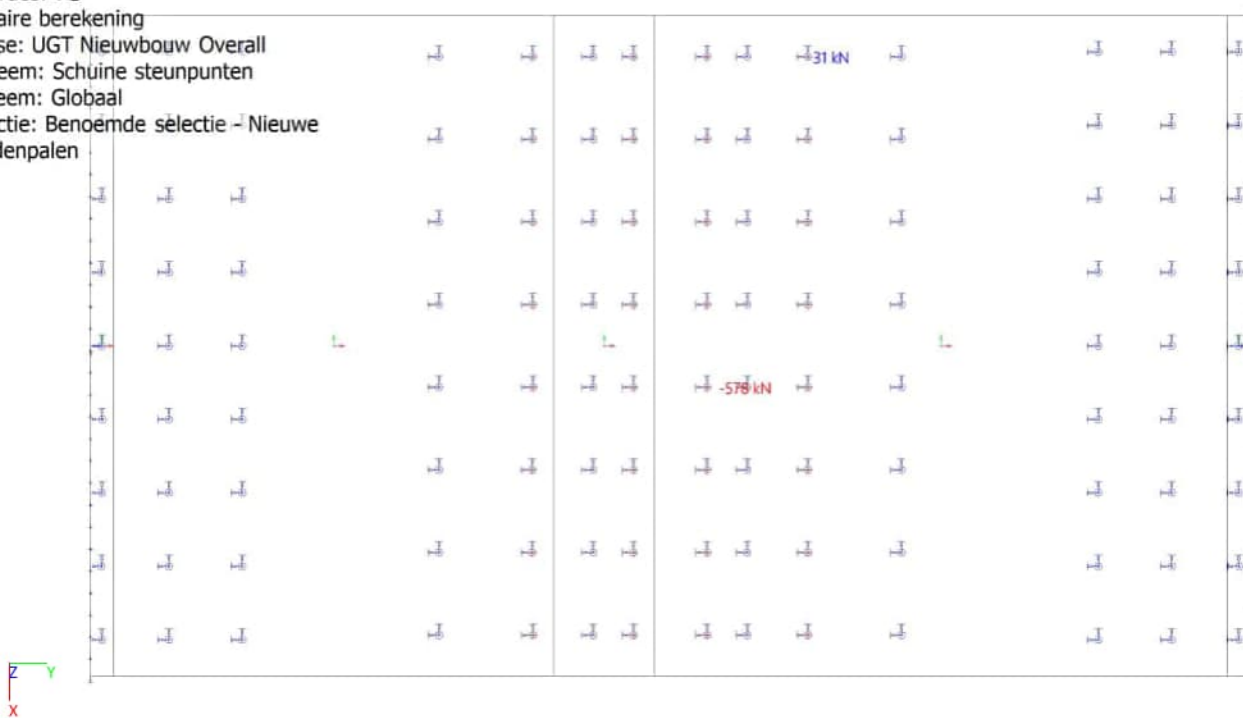 aire berekening
se: UGT Nieuwbouw Overall
eem: Schuine steunpunten
eem: Globaal
ctie: Benoemde selectie - Nieuwe
lenpalen
31 kN
-578 kN
Z Y
X